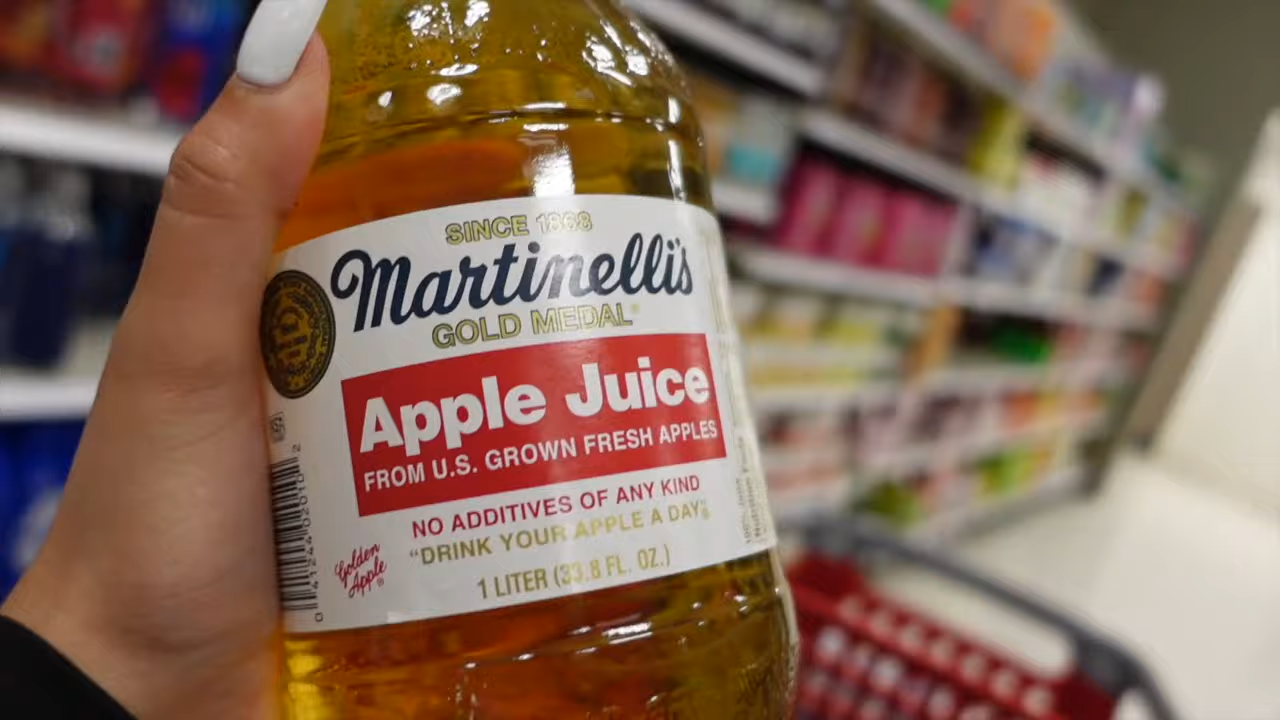 SINCE 1868
Martinelli's
GOLD MEDAL®
Apple Juice
FROM U.S. GROWN FRESH APPLES
NO ADDITIVES OF ANY KIND
“DRINK YOUR APPLE A DAY”®
1 LITER (33.8 FL. OZ.)
Golden
Apple®